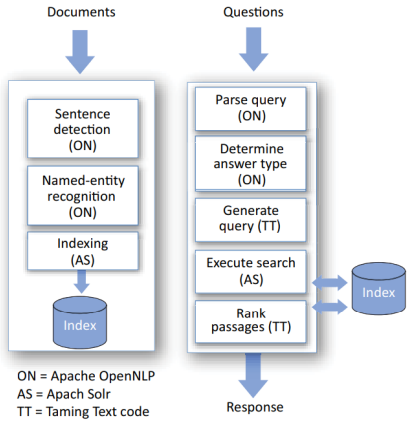 Documents
Sentence
detection
(ON)
Named-entity
recognition
(ON)
Indexing
(AS)
Index
Questions
Parse query
(ON)
Determine
answer type
(ON)
Generate
query (TT)
Execute search
(AS)
Rank
passages (TT)
Index
Response
ON = Apache OpenNLP
AS = Apach Solr
TT = Taming Text code